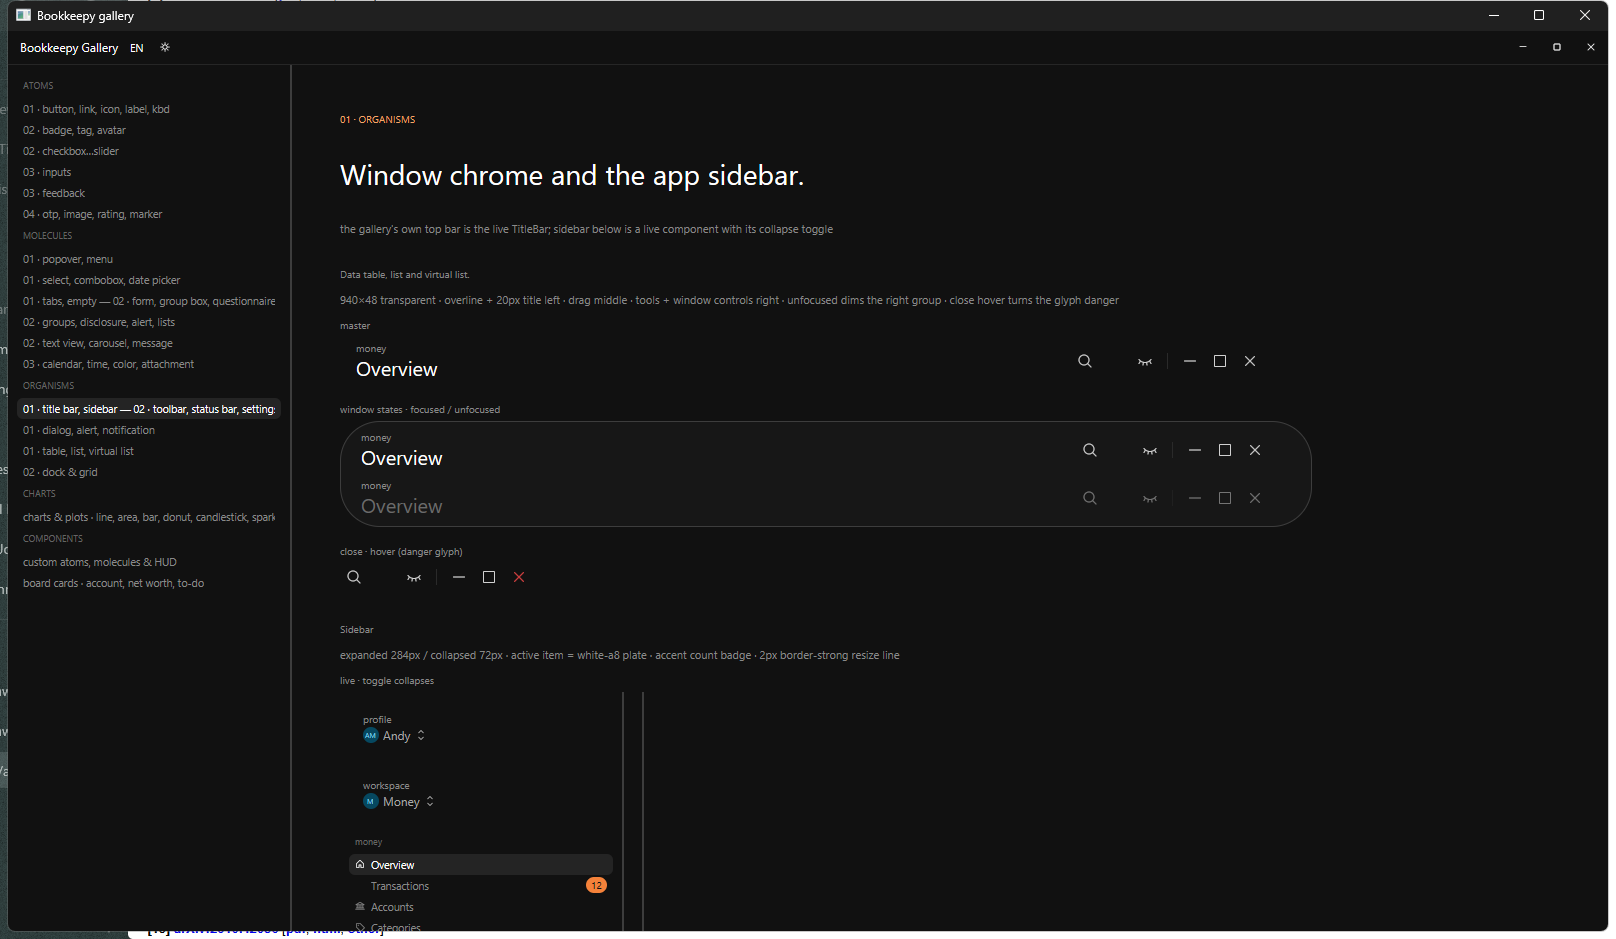 Bookkeepy gallery
Bookkeepy Gallery EN
ATOMS
01 · button, link, icon, label, kbd
02 · badge, tag, avatar
02 · checkbox...slider
03 · inputs
03 · feedback
04 · otp, image, rating, marker
MOLECULES
01 · popover, menu
01 · select, combobox, date picker
01 · tabs, empty — 02 · form, group box, questionnaire
02 · groups, disclosure, alert, lists
02 · text view, carousel, message
03 · calendar, time, color, attachment
ORGANISMS
01 · title bar, sidebar — 02 · toolbar, status bar, settings
01 · dialog, alert, notification
01 · table, list, virtual list
02 · dock & grid
CHARTS
charts & plots · line, area, bar, donut, candlestick, spark
COMPONENTS
custom atoms, molecules & HUD
board cards · account, net worth, to-do
01 · ORGANISMS
Window chrome and the app sidebar.
the gallery's own top bar is the live TitleBar; sidebar below is a live component with its collapse toggle
Data table, list and virtual list.
940×48 transparent · overline + 20px title left · drag middle · tools + window controls right · unfocused dims the right group · close hover turns the glyph danger
master
money
Overview
window states · focused / unfocused
money
Overview
money
Overview
close · hover (danger glyph)
Sidebar
expanded 284px / collapsed 72px · active item = white-a8 plate · accent count badge · 2px border-strong resize line
live · toggle collapses
profile
AM Andy
workspace
M Money
money
Overview
Transactions 12
Accounts
Categories